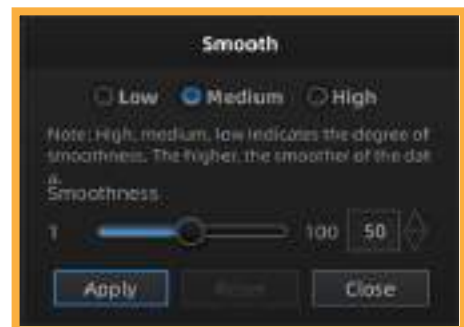 Smooth
Low Medium High
Note: High, medium, low indicates the degree of
smoothness. The higher, the smoother of the dat
a.
Smoothness
1 100 50
Apply Reset Close